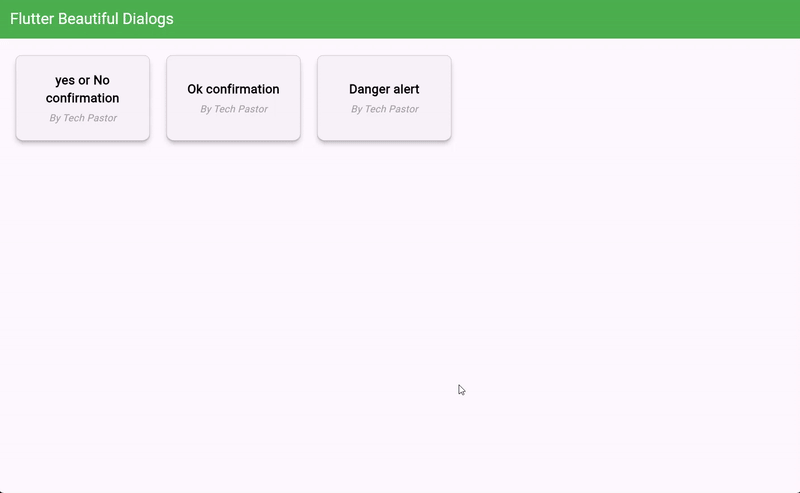 Flutter Beautiful Dialogs
yes or No
confirmation
By Tech Pastor
Ok confirmation
By Tech Pastor
Danger alert
By Tech Pastor